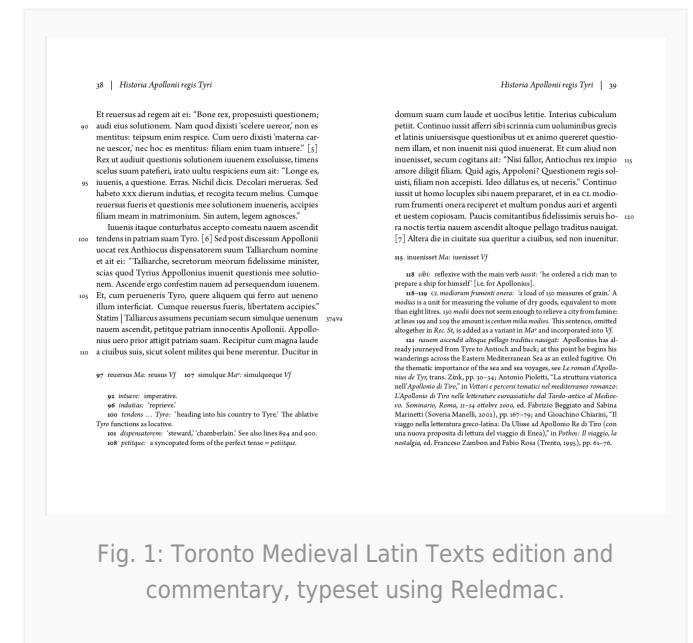 38 | Historia Apollonii regis Tyri
Et reuersus ad regem ait ei: “Bone rex, proposuisti questionem;
90 audi eius solutionem. Nam quod dixisti ‘scelere uereor,’ non es
mentitus: teipsum enim respice. Cum uero dixisti ‘materna car-
ne uescor,’ nec hoc es mentitus: filiam enim tuam intuere.” [5]
Rex ut audiuit questionis solutionem iuuenem exsoluisse, timens
scelus suum patefieri, irato uultu respiciens eum ait: “Longe es,
95 iuuenis, a questione. Erras. Nichil dicis. Decolari merueras. Sed
habeto xxx dierum indutias, et recogita tecum melius. Cumque
reuersus fueris et questionis mee solutionem inueneris, accipies
filiam meam in matrimonium. Sin autem, legem agnosces.”
Iuuenis itaque conturbatus accepto comeatu nauem ascendit
100 tendens in patriam suam Tyro. [6] Sed post discessum Appollonii
uocat rex Anthiocus dispensatorem suum Talliarchum nomine
et ait ei: “Talliarche, secretorum meorum fidelissime minister,
scias quod Tyrius Appollonius inuenit questionis mee solutio-
nem. Ascende ergo confestim nauem ad persequendum iuuenem.
105 Et, cum perueneris Tyro, quere aliquem qui ferro aut ueneno
illum interficiat. Cumque reuersus fueris, libertatem accipies.”
Statim | Talliarcus assumens pecuniam secum simulque uenenum 374va
nauem ascendit, petitque patriam innocentis Apollonii. Appollo-
nius uero prior attigit patriam suam. Recipitur cum magna laude
110 a ciuibus suis, sicut solent milites qui bene merentur. Ducitur in
97 reuersus Ma: reusus Vf 107 simulque Maᶜ: simulqueque Vf
92 intuere: imperative.
96 indutias: ‘reprieve.’
100 tendens ... Tyro: ‘heading into his country to Tyre.’ The ablative
Tyro functions as locative.
101 dispensatorem: ‘steward,’ ‘chamberlain.’ See also lines 894 and 900.
108 petitque: a syncopated form of the perfect tense = petiitque.
Historia Apollonii regis Tyri | 39
domum suam cum laude et uocibus letitie. Interius cubiculum
petiit. Continuo iussit afferri sibi scrinnia cum uoluminibus grecis
et latinis uniuersisque questionibus ut ex animo quereret questio-
nem illam, et non inuenit nisi quod inuenerat. Et cum aliud non
inuenisset, secum cogitans ait: “Nisi fallor, Antiochus rex impio 115
amore diligit filiam. Quid agis, Appoloni? Questionem regis sol-
uisti, filiam non accepisti. Ideo dillatus es, ut neceris.” Continuo
iussit ut homo locuplex sibi nauem prepararet, et in ea CL modio-
rum frumenti onera reciperet et multum pondus auri et argenti
et uestem copiosam. Paucis comitantibus fidelissimis seruis ho- 120
ra noctis tertia nauem ascendit altoque pellago traditus nauigat.
[7] Altera die in ciuitate sua queritur a ciuibus, sed non inuenitur.
115 inuenisset Ma: iuenisset Vf
118 sibi: reflexive with the main verb iussit: ‘he ordered a rich man to
prepare a ship for himself’ [i.e. for Apollonius].
118–119 CL modiorum frumenti onera: ‘a load of 150 measures of grain.’ A
modius is a unit for measuring the volume of dry goods, equivalent to more
than eight litres. 150 modii does not seem enough to relieve a city from famine:
at lines 199 and 209 the amount is centum milia modios. This sentence, omitted
altogether in Rec. St, is added as a variant in Maᶜ and incorporated into Vf.
121 nauem ascendit altoque pellago traditus nauigat: Apollonius has al-
ready journeyed from Tyre to Antioch and back; at this point he begins his
wanderings across the Eastern Mediterranean Sea as an exiled fugitive. On
the thematic importance of the sea and sea voyages, see Le roman d’Apollo-
nius de Tyr, trans. Zink, pp. 30–34; Antonio Pioletti, “La struttura viatorica
nell’Apollonio di Tiro,” in Vettori e percorsi tematici nel mediterraneo romanzo:
L’Apollonio di Tiro nelle letterature euroasiatiche dal Tardo-antico al Medioe-
vo. Seminario, Roma, 11–14 ottobre 2000, ed. Fabrizio Beggiato and Sabina
Marinetti (Soveria Manelli, 2002), pp. 167–79; and Gioachino Chiarini, “Il
viaggo nella letteratura greco-latina: Da Ulisse ad Apollonio Re di Tiro (con
una nuova proposita di lettura del viaggio di Enea),” in Pothos: Il viaggio, la
nostalgia, ed. Franceso Zambon and Fabio Rosa (Trento, 1995), pp. 61–76.
Fig. 1: Toronto Medieval Latin Texts edition and
commentary, typeset using Reledmac.